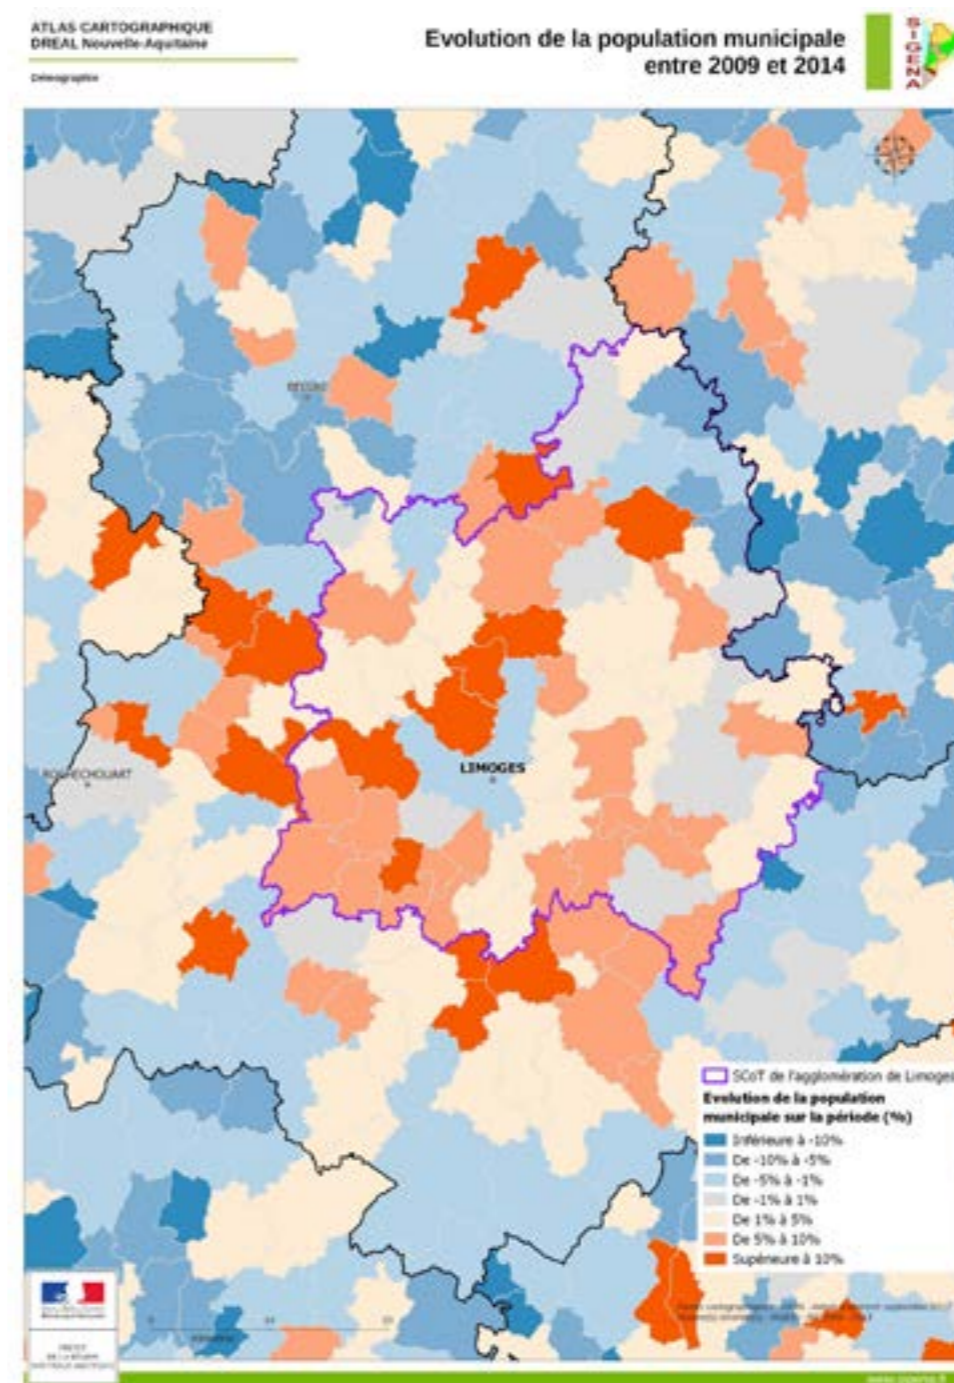 ATLAS CARTOGRAPHIQUE
DREAL Nouvelle-Aquitaine
Démographie
Evolution de la population municipale
entre 2009 et 2014
SIGENA
BELLAC
LIMOGES
ROCHECHOUART
SCoT de l'agglomération de Limoges
Evolution de la population
municipale sur la période (%)
Inférieure à -10%
De -10% à -5%
De -5% à -1%
De -1% à 1%
De 1% à 5%
De 5% à 10%
Supérieure à 10%